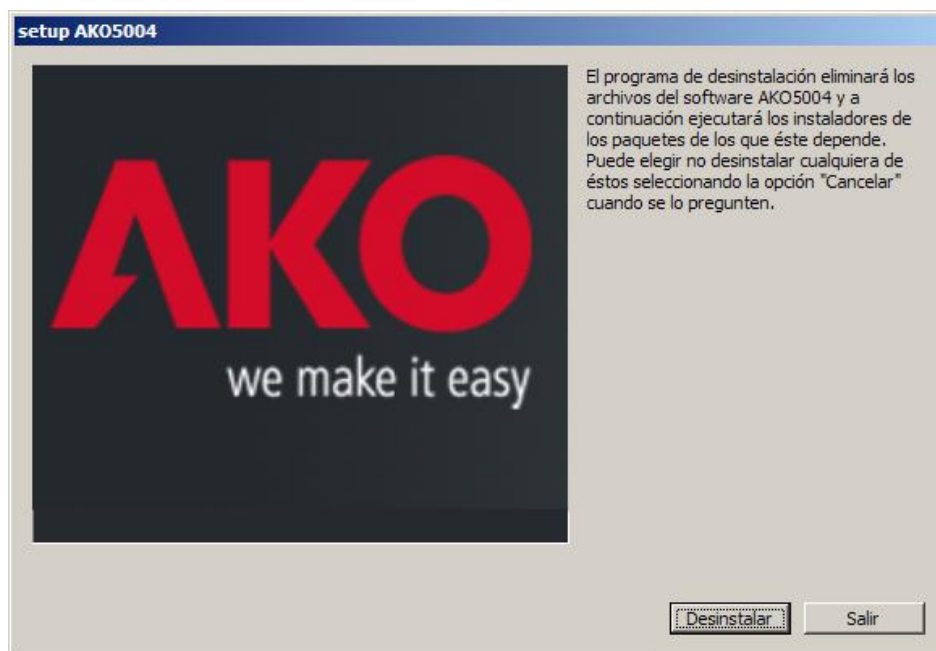 setup AKO5004
AKO
we make it easy
El programa de desinstalación eliminará los
archivos del software AKO5004 y a
continuación ejecutará los instaladores de
los paquetes de los que éste depende.
Puede elegir no desinstalar cualquiera de
éstos seleccionando la opción "Cancelar"
cuando se lo pregunten.
Desinstalar
Salir